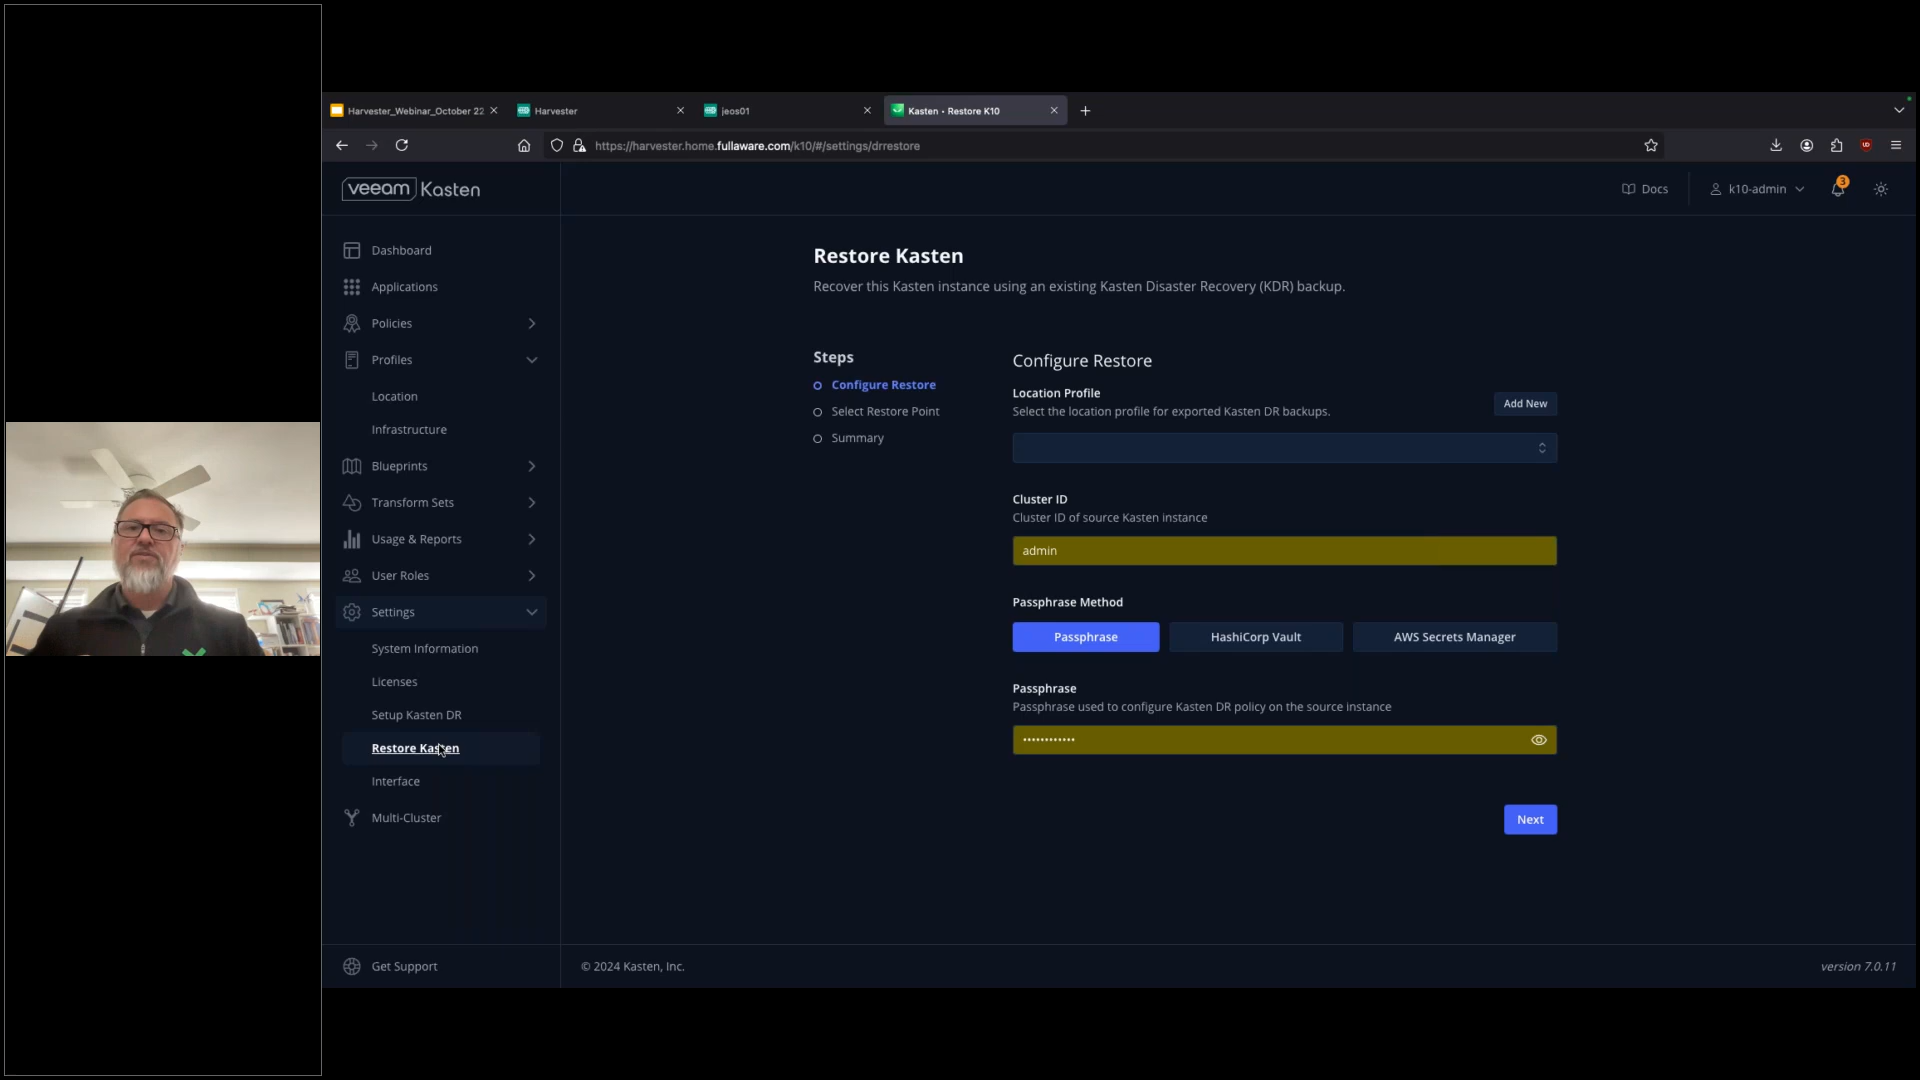 Harvester_Webinar_October 22
Harvester
jeos01
Kasten • Restore K10
https://harvester.home.fullaware.com/k10/#/settings/drrestore
veeam Kasten
Docs
k10-admin
3
Dashboard
Applications
Policies
Profiles
Location
Infrastructure
Blueprints
Transform Sets
Usage & Reports
User Roles
Settings
System Information
Licenses
Setup Kasten DR
Restore Kasten
Interface
Multi-Cluster
Get Support
Restore Kasten
Recover this Kasten instance using an existing Kasten Disaster Recovery (KDR) backup.
Steps
Configure Restore
Select Restore Point
Summary
Configure Restore
Location Profile
Select the location profile for exported Kasten DR backups.
Add New
Cluster ID
Cluster ID of source Kasten instance
admin
Passphrase Method
Passphrase
HashiCorp Vault
AWS Secrets Manager
Passphrase
Passphrase used to configure Kasten DR policy on the source instance
••••••••••••
Next
© 2024 Kasten, Inc.
version 7.0.11